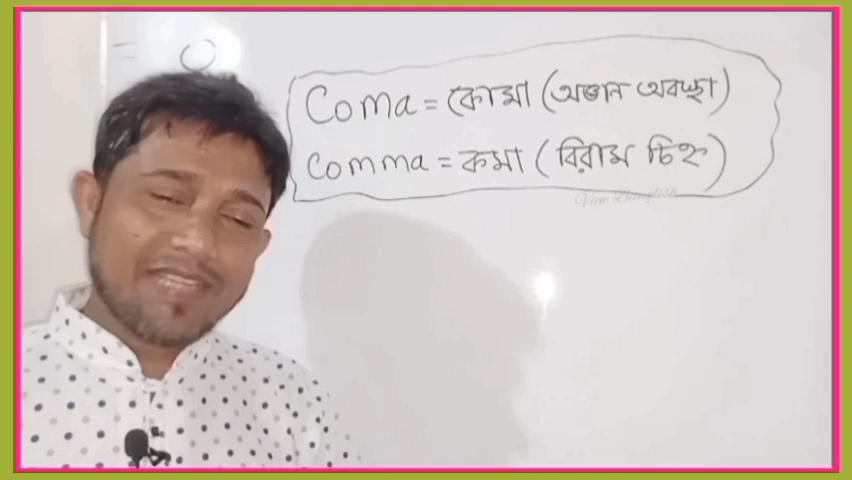 Coma = কোমা (অজ্ঞান অবস্থা)
Comma = কমা (বিরাম চিহ্ন)